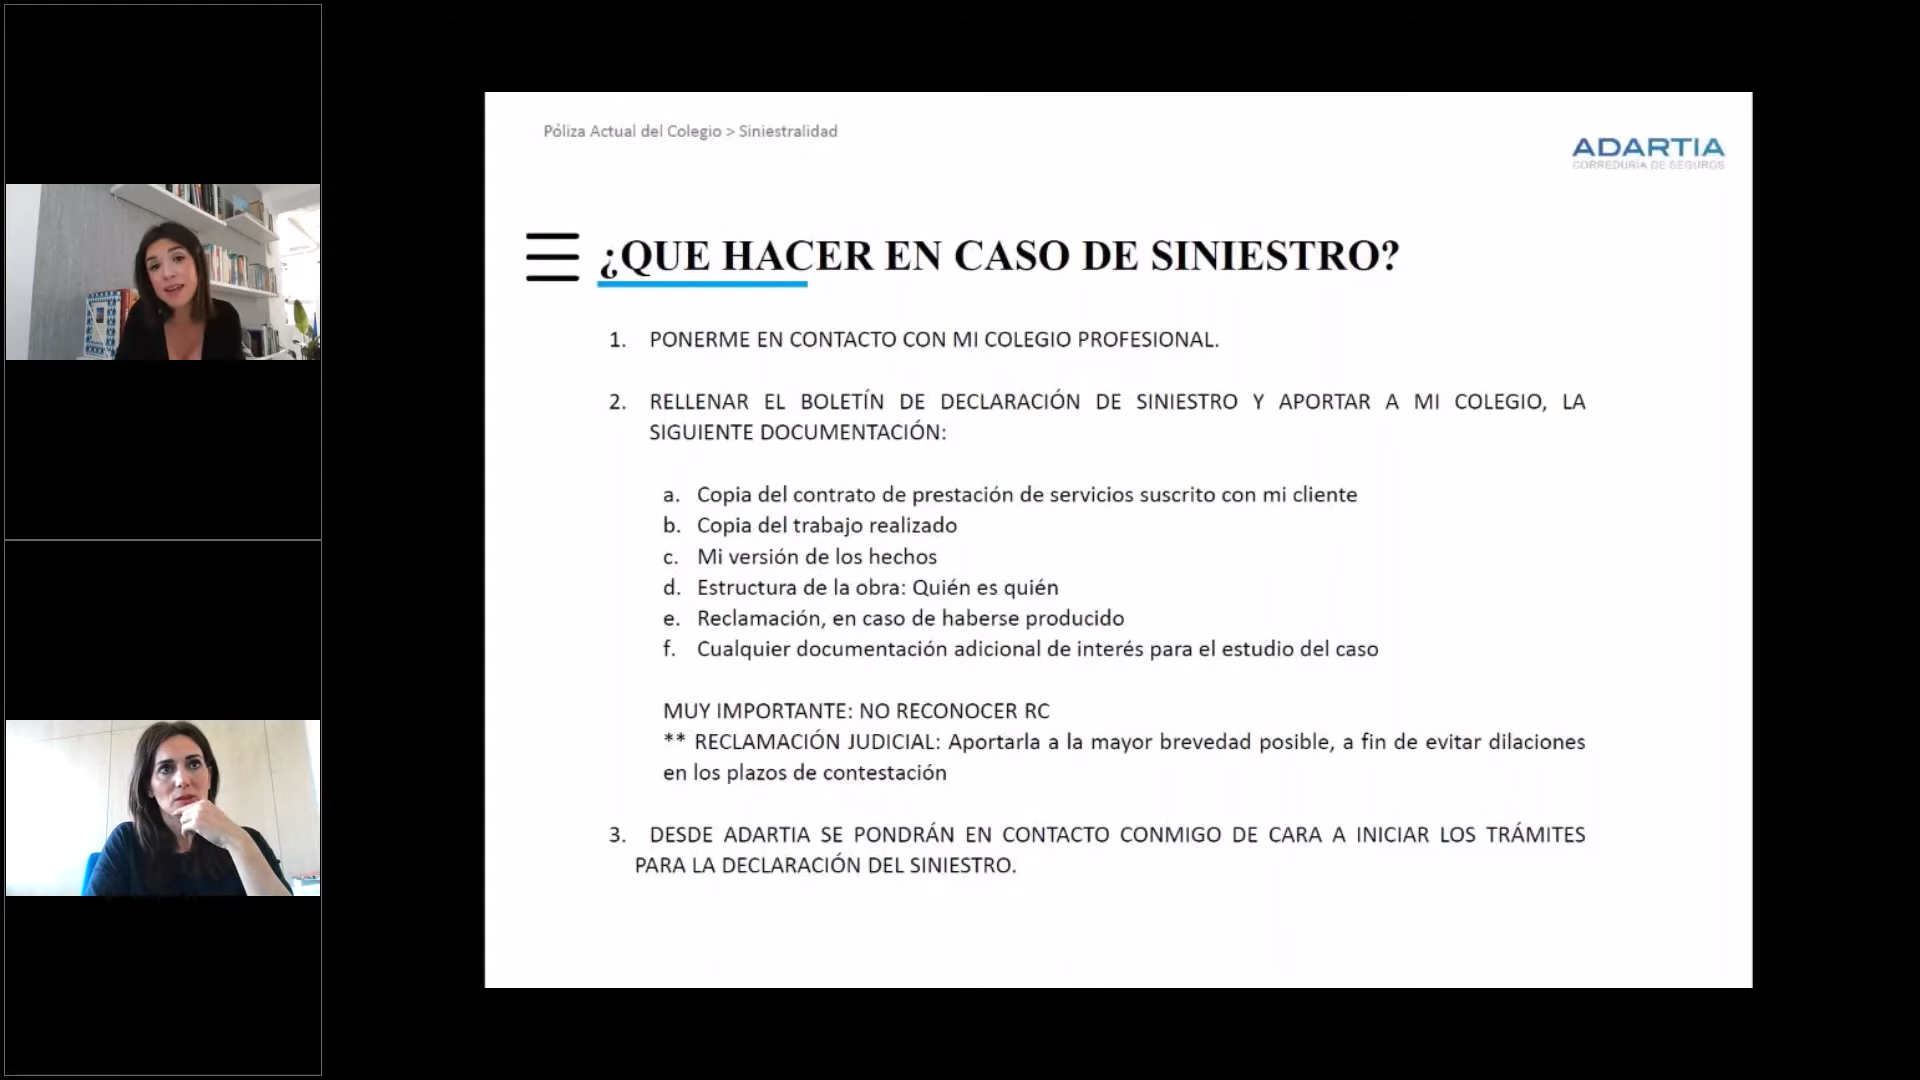 Póliza Actual del Colegio > Siniestralidad
ADARTIA
CORREDURÍA DE SEGUROS
¿QUE HACER EN CASO DE SINIESTRO?
1. PONERME EN CONTACTO CON MI COLEGIO PROFESIONAL.
2. RELLENAR EL BOLETÍN DE DECLARACIÓN DE SINIESTRO Y APORTAR A MI COLEGIO, LA
SIGUIENTE DOCUMENTACIÓN:
a. Copia del contrato de prestación de servicios suscrito con mi cliente
b. Copia del trabajo realizado
c. Mi versión de los hechos
d. Estructura de la obra: Quién es quién
e. Reclamación, en caso de haberse producido
f. Cualquier documentación adicional de interés para el estudio del caso
MUY IMPORTANTE: NO RECONOCER RC
** RECLAMACIÓN JUDICIAL: Aportarla a la mayor brevedad posible, a fin de evitar dilaciones
en los plazos de contestación
3. DESDE ADARTIA SE PONDRÁN EN CONTACTO CONMIGO DE CARA A INICIAR LOS TRÁMITES
PARA LA DECLARACIÓN DEL SINIESTRO.